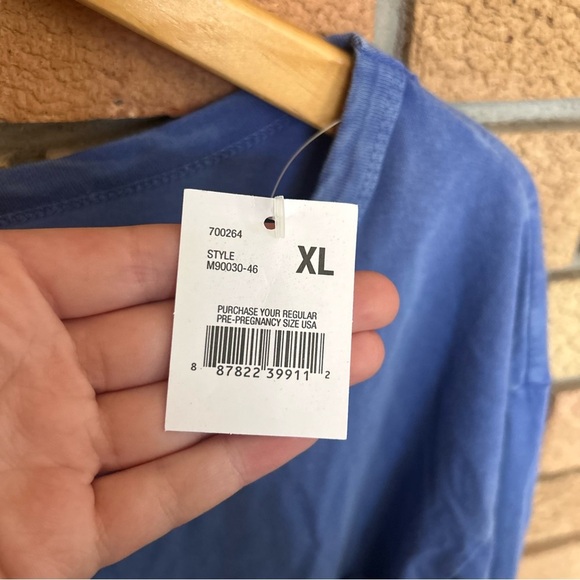 700264
STYLE
M90030-46
XL
PURCHASE YOUR REGULAR
PRE-PREGNANCY SIZE USA
8 87822 39911 2